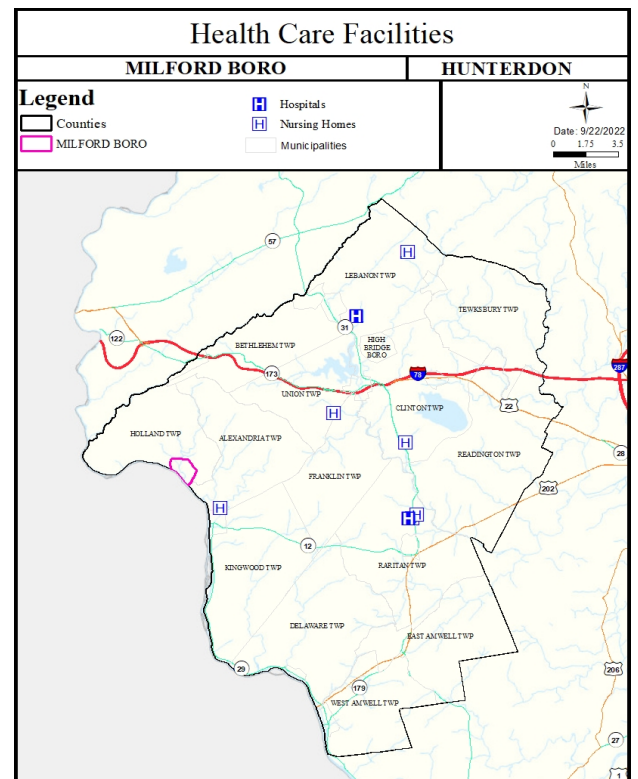 Health Care Facilities
MILFORD BORO
HUNTERDON
Legend
Counties
MILFORD BORO
H Hospitals
H Nursing Homes
Municipalities
N
Date: 9/22/2022
0 1.75 3.5
Miles
57
H
LEBANON TWP
TEWKSBURY TWP
H
31
122
BETHLEHEM TWP
HIGH
BRIDGE
BORO
287
173
78
UNION TWP
22
CLINTON TWP
H
HOLLAND TWP
ALEXANDRIA TWP
H
READINGTON TWP
28
FRANKLIN TWP
202
H
H H
12
KINGWOOD TWP
RARITAN TWP
DELAWARE TWP
EAST AMWELL TWP
29
206
179
WEST AMWELL TWP
27
1